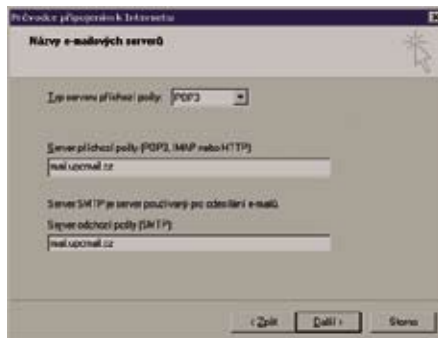 Průvodce připojením k Internetu
Názvy e-mailových serverů
Typ serveru příchozí pošty: POP3
Server příchozí pošty (POP3, IMAP nebo HTTP):
mail.upcmail.cz
Server SMTP je server používaný pro odesílání e-mailů.
Server odchozí pošty (SMTP):
mail.upcmail.cz
< Zpět Další > Storno